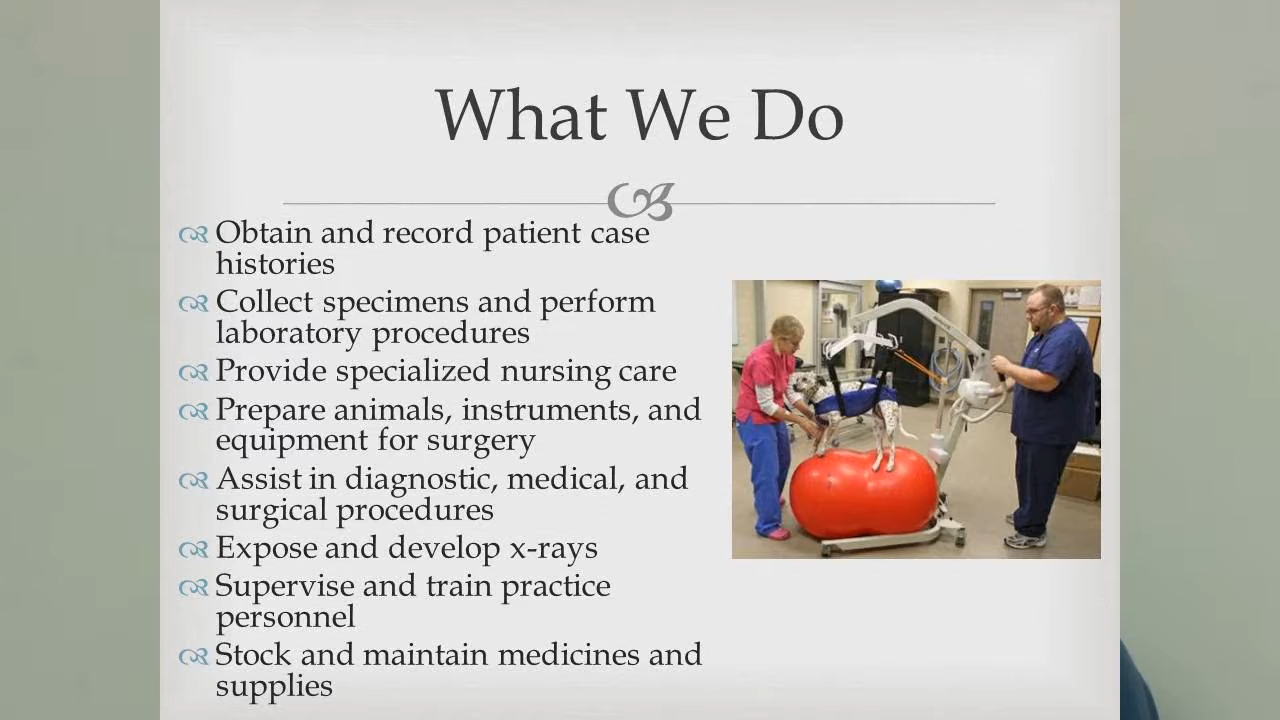 What We Do
Obtain and record patient case
histories
Collect specimens and perform
laboratory procedures
Provide specialized nursing care
Prepare animals, instruments, and
equipment for surgery
Assist in diagnostic, medical, and
surgical procedures
Expose and develop x-rays
Supervise and train practice
personnel
Stock and maintain medicines and
supplies